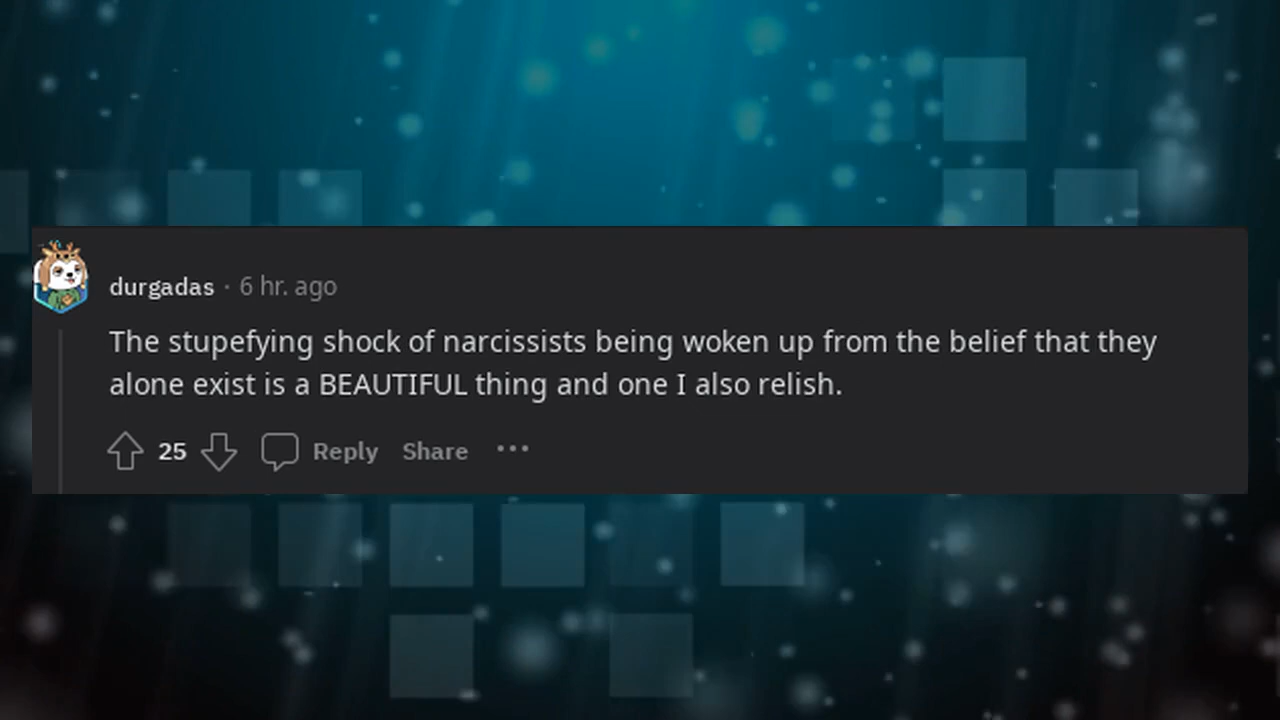 durgadas · 6 hr. ago
The stupefying shock of narcissists being woken up from the belief that they
alone exist is a BEAUTIFUL thing and one I also relish.
25 Reply Share ...